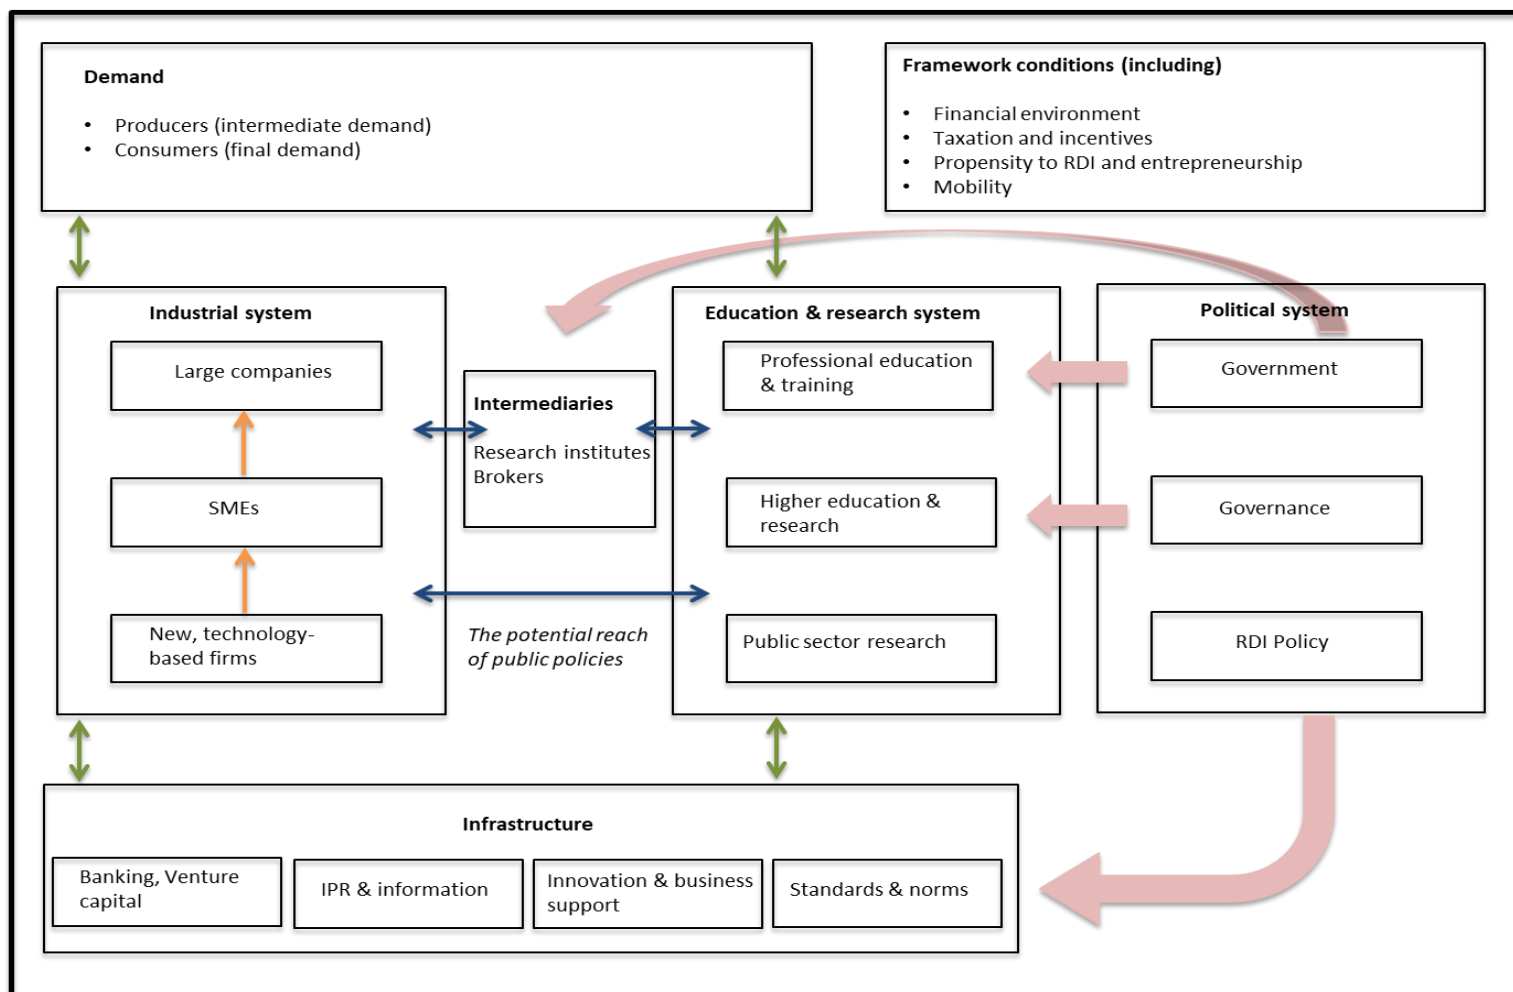 Demand
• Producers (intermediate demand)
• Consumers (final demand)
Framework conditions (including)
• Financial environment
• Taxation and incentives
• Propensity to RDI and entrepreneurship
• Mobility
Industrial system
Large companies
SMEs
New, technology-
based firms
Intermediaries
Research institutes
Brokers
The potential reach
of public policies
Education & research system
Professional education
& training
Higher education &
research
Public sector research
Political system
Government
Governance
RDI Policy
Infrastructure
Banking, Venture
capital
IPR & information
Innovation & business
support
Standards & norms